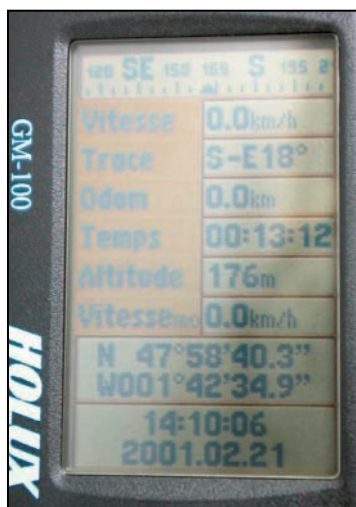 120 SE 150 169 S 195 2
Vitesse 0.0km/h
Trace S-E18°
Odom 0.0km
Temps 00:13:12
Altitude 176m
Vitesse 0.0km/h
N 47°58'40.3"
W001°42'34.9"
14:10:06
2001.02.21
GM-100
HOLUX